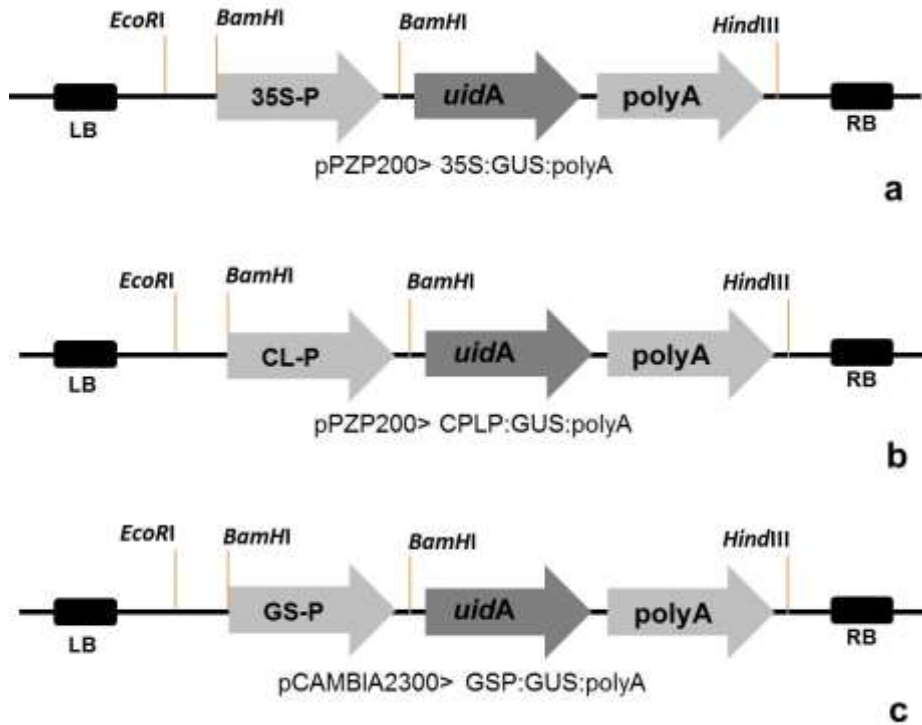 EcoRI BamHI BamHI HindIII
35S-P uidA polyA
LB RB
pPZP200> 35S:GUS:polyA
a
EcoRI BamHI BamHI HindIII
CL-P uidA polyA
LB RB
pPZP200> CPLP:GUS:polyA
b
EcoRI BamHI BamHI HindIII
GS-P uidA polyA
LB RB
pCAMBIA2300> GSP:GUS:polyA
c